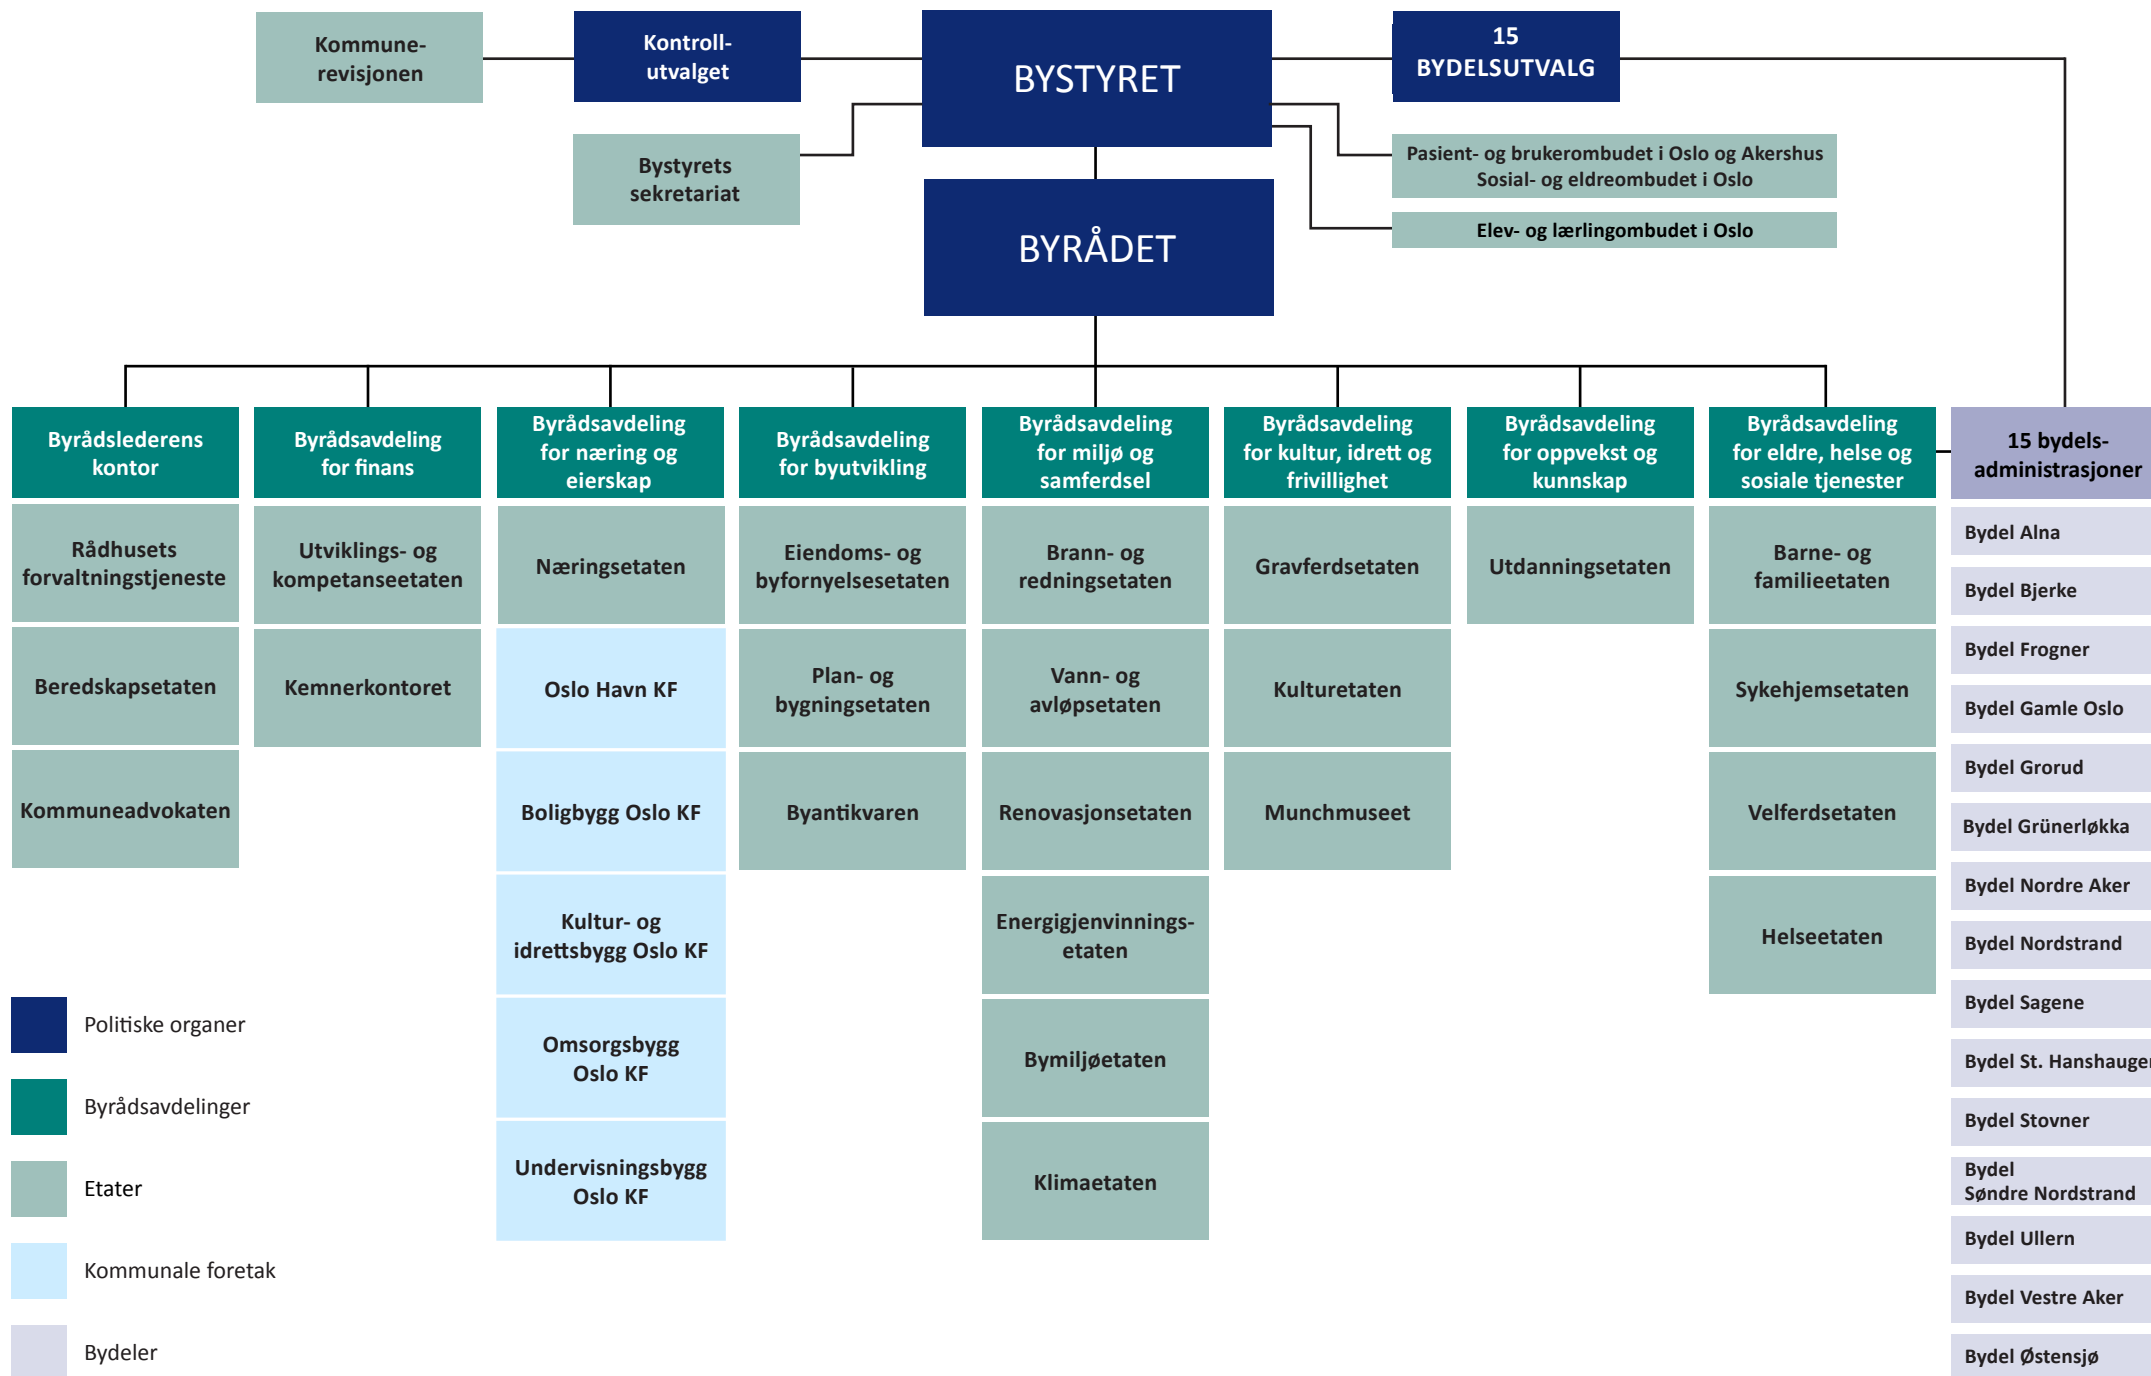 Kommune-
revisjonen
Kontroll-
utvalget
BYSTYRET
15
BYDELSUTVALG
Bystyrets
sekretariat
Pasient- og brukerombudet i Oslo og Akershus
Sosial- og eldreombudet i Oslo
Elev- og lærlingombudet i Oslo
BYRÅDET
Byrådslederens
kontor
Rådhusets
forvaltningstjeneste
Beredskapsetaten
Kommuneadvokaten
Byrådsavdeling
for finans
Utviklings- og
kompetanseetaten
Kemnerkontoret
Byrådsavdeling
for næring og
eierskap
Næringsetaten
Oslo Havn KF
Boligbygg Oslo KF
Kultur- og
idrettsbygg Oslo KF
Omsorgsbygg
Oslo KF
Undervisningsbygg
Oslo KF
Byrådsavdeling
for byutvikling
Eiendoms- og
byfornyelsesetaten
Plan- og
bygningsetaten
Byantikvaren
Byrådsavdeling
for miljø og
samferdsel
Brann- og
redningsetaten
Vann- og
avløpsetaten
Renovasjonsetaten
Energigjenvinnings-
etaten
Bymiljøetaten
Klimaetaten
Byrådsavdeling
for kultur, idrett og
frivillighet
Gravferdsetaten
Kulturetaten
Munchmuseet
Byrådsavdeling
for oppvekst og
kunnskap
Utdanningsetaten
Byrådsavdeling
for eldre, helse og
sosiale tjenester
Barne- og
familieetaten
Sykehjemsetaten
Velferdsetaten
Helseetaten
15 bydels-
administrasjoner
Bydel Alna
Bydel Bjerke
Bydel Frogner
Bydel Gamle Oslo
Bydel Grorud
Bydel Grünerløkka
Bydel Nordre Aker
Bydel Nordstrand
Bydel Sagene
Bydel St. Hanshaugen
Bydel Stovner
Bydel
Søndre Nordstrand
Bydel Ullern
Bydel Vestre Aker
Bydel Østensjø
Politiske organer
Byrådsavdelinger
Etater
Kommunale foretak
Bydeler